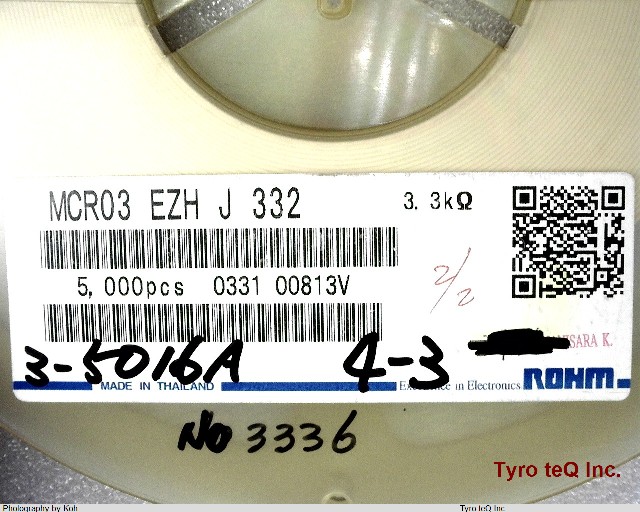 MCR03 EZH J 332 3.3kΩ
5,000pcs 0331 00813V
2/2
SARA K.
3-5016A 4-3
MADE IN THAILAND Excellence in Electronics ROHM
No 3336
Tyro teQ Inc.
Photography by Koh Tyro teQ Inc